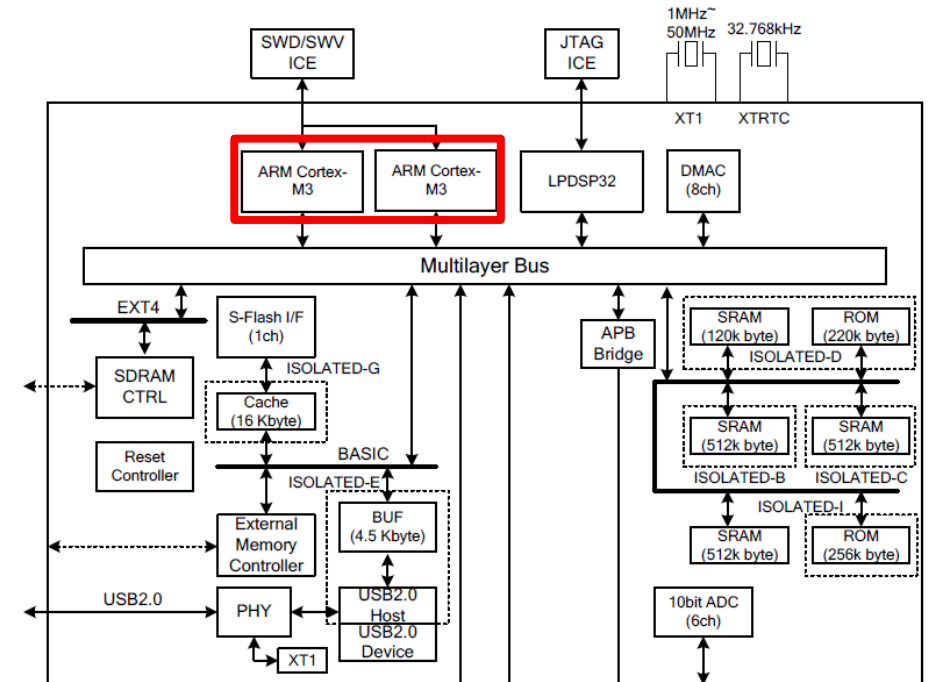 1MHz~
50MHz
32.768kHz
SWD/SWV
ICE
JTAG
ICE
XT1
XTRTC
ARM Cortex-
M3
ARM Cortex-
M3
LPDSP32
DMAC
(8ch)
Multilayer Bus
EXT4
S-Flash I/F
(1ch)
APB
Bridge
SRAM
(120k byte)
ROM
(220k byte)
ISOLATED-D
ISOLATED-G
SDRAM
CTRL
Cache
(16 Kbyte)
SRAM
(512k byte)
SRAM
(512k byte)
Reset
Controller
BASIC
ISOLATED-B
ISOLATED-C
ISOLATED-E
ISOLATED-I
External
Memory
Controller
BUF
(4.5 Kbyte)
SRAM
(512k byte)
ROM
(256k byte)
USB2.0
PHY
USB2.0
Host
USB2.0
Device
10bit ADC
(6ch)
XT1